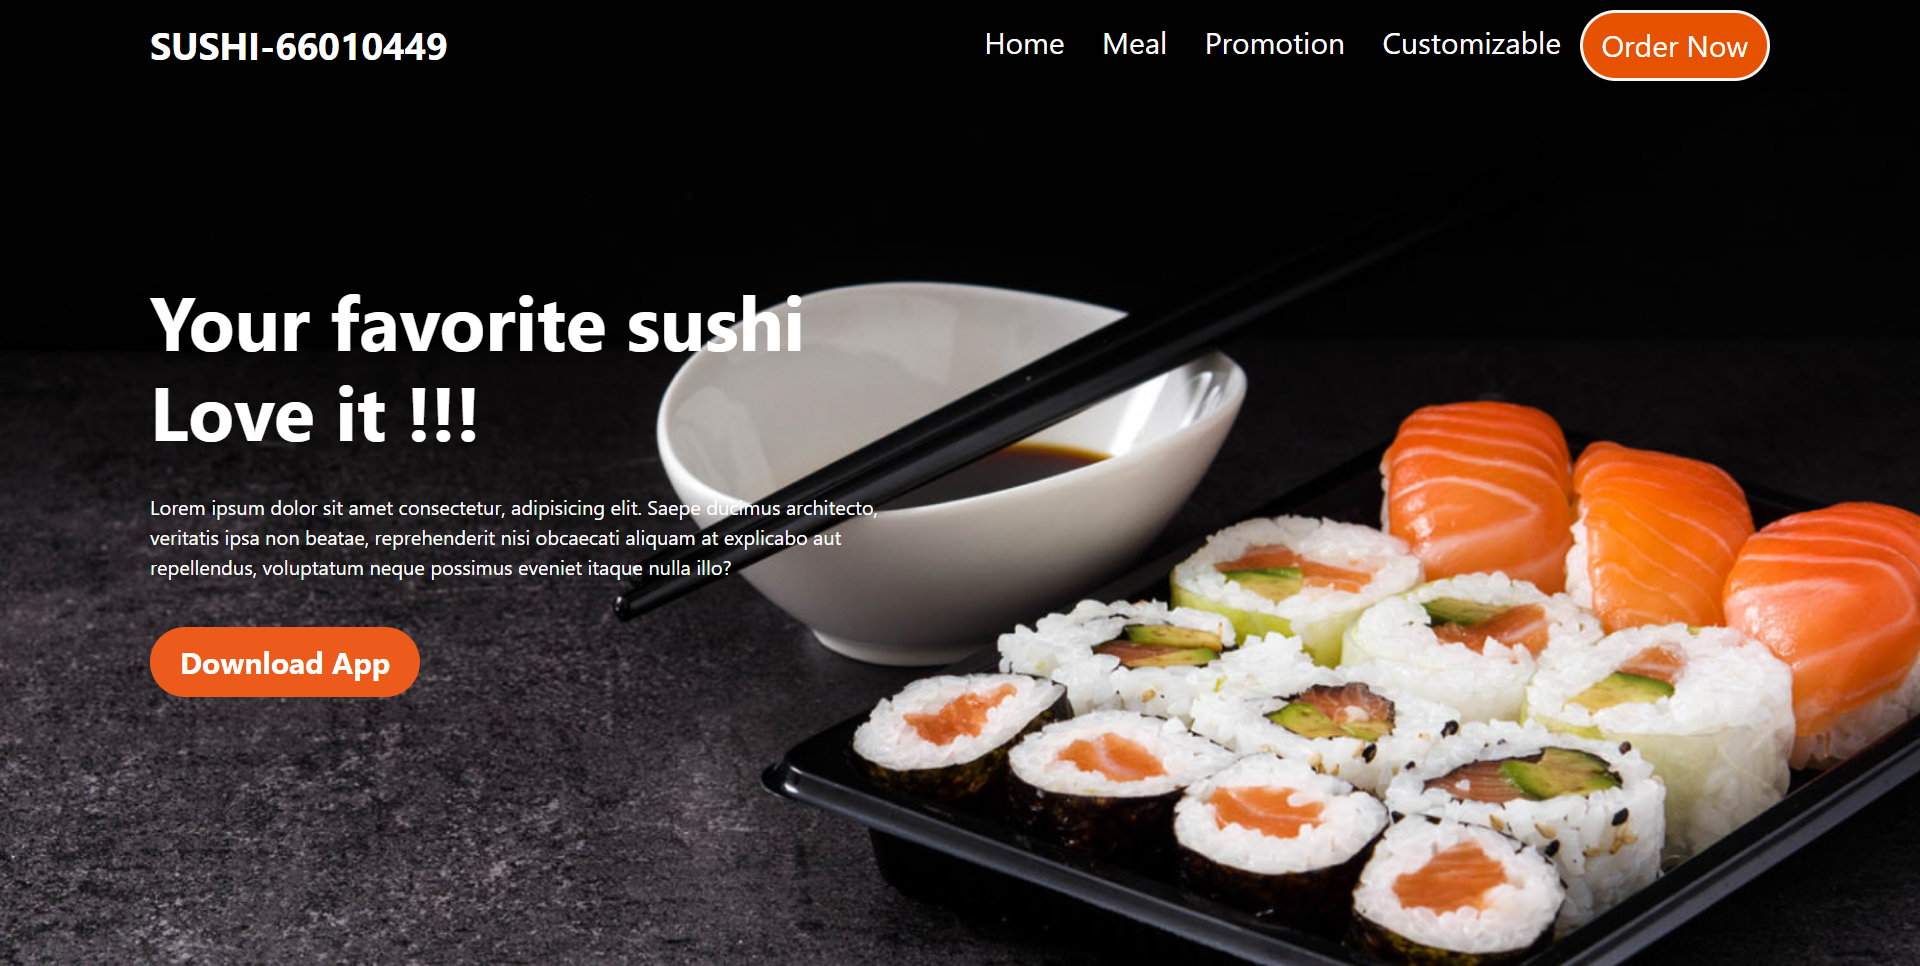 SUSHI-66010449
Home Meal Promotion Customizable Order Now
Your favorite sushi
Love it !!!
Lorem ipsum dolor sit amet consectetur, adipisicing elit. Saepe ducimus architecto,
veritatis ipsa non beatae, reprehenderit nisi obcaecati aliquam at explicabo aut
repellendus, voluptatum neque possimus eveniet itaque nulla illo?
Download App